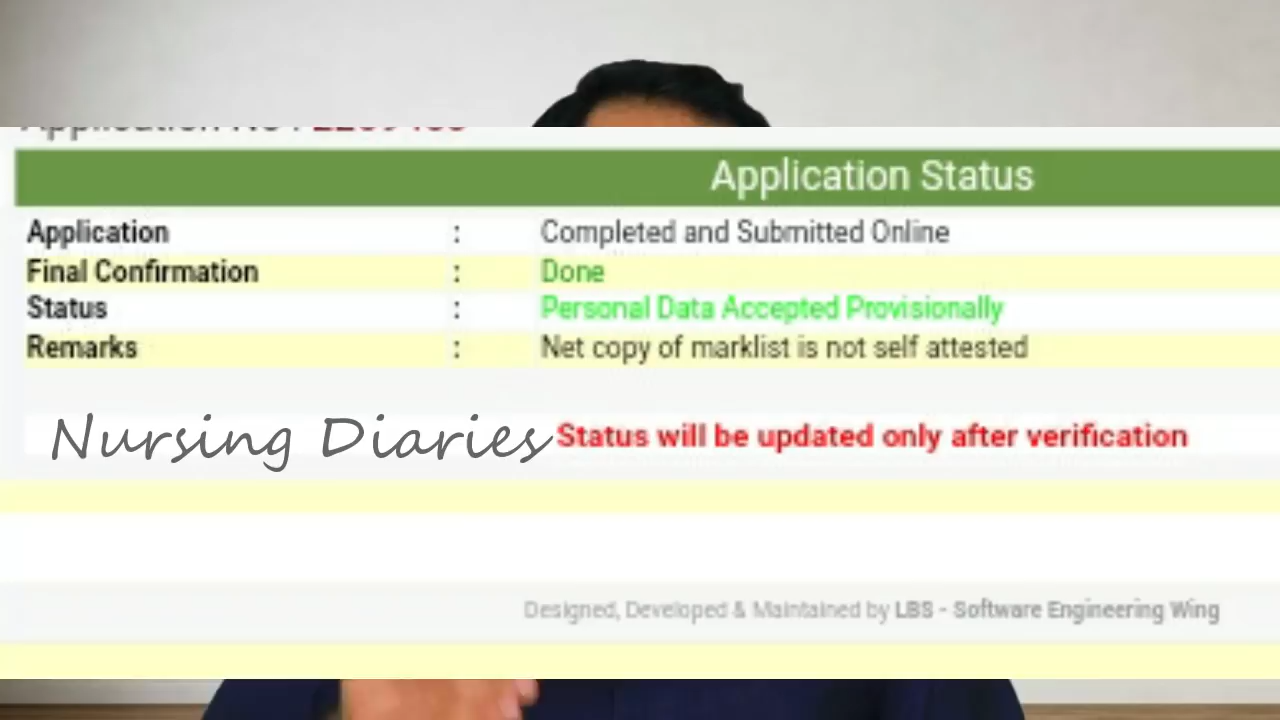 Application No :
Application Status
Application : Completed and Submitted Online
Final Confirmation : Done
Status : Personal Data Accepted Provisionally
Remarks : Net copy of marklist is not self attested
Nursing Diaries
Status will be updated only after verification
Designed, Developed & Maintained by LBS - Software Engineering Wing